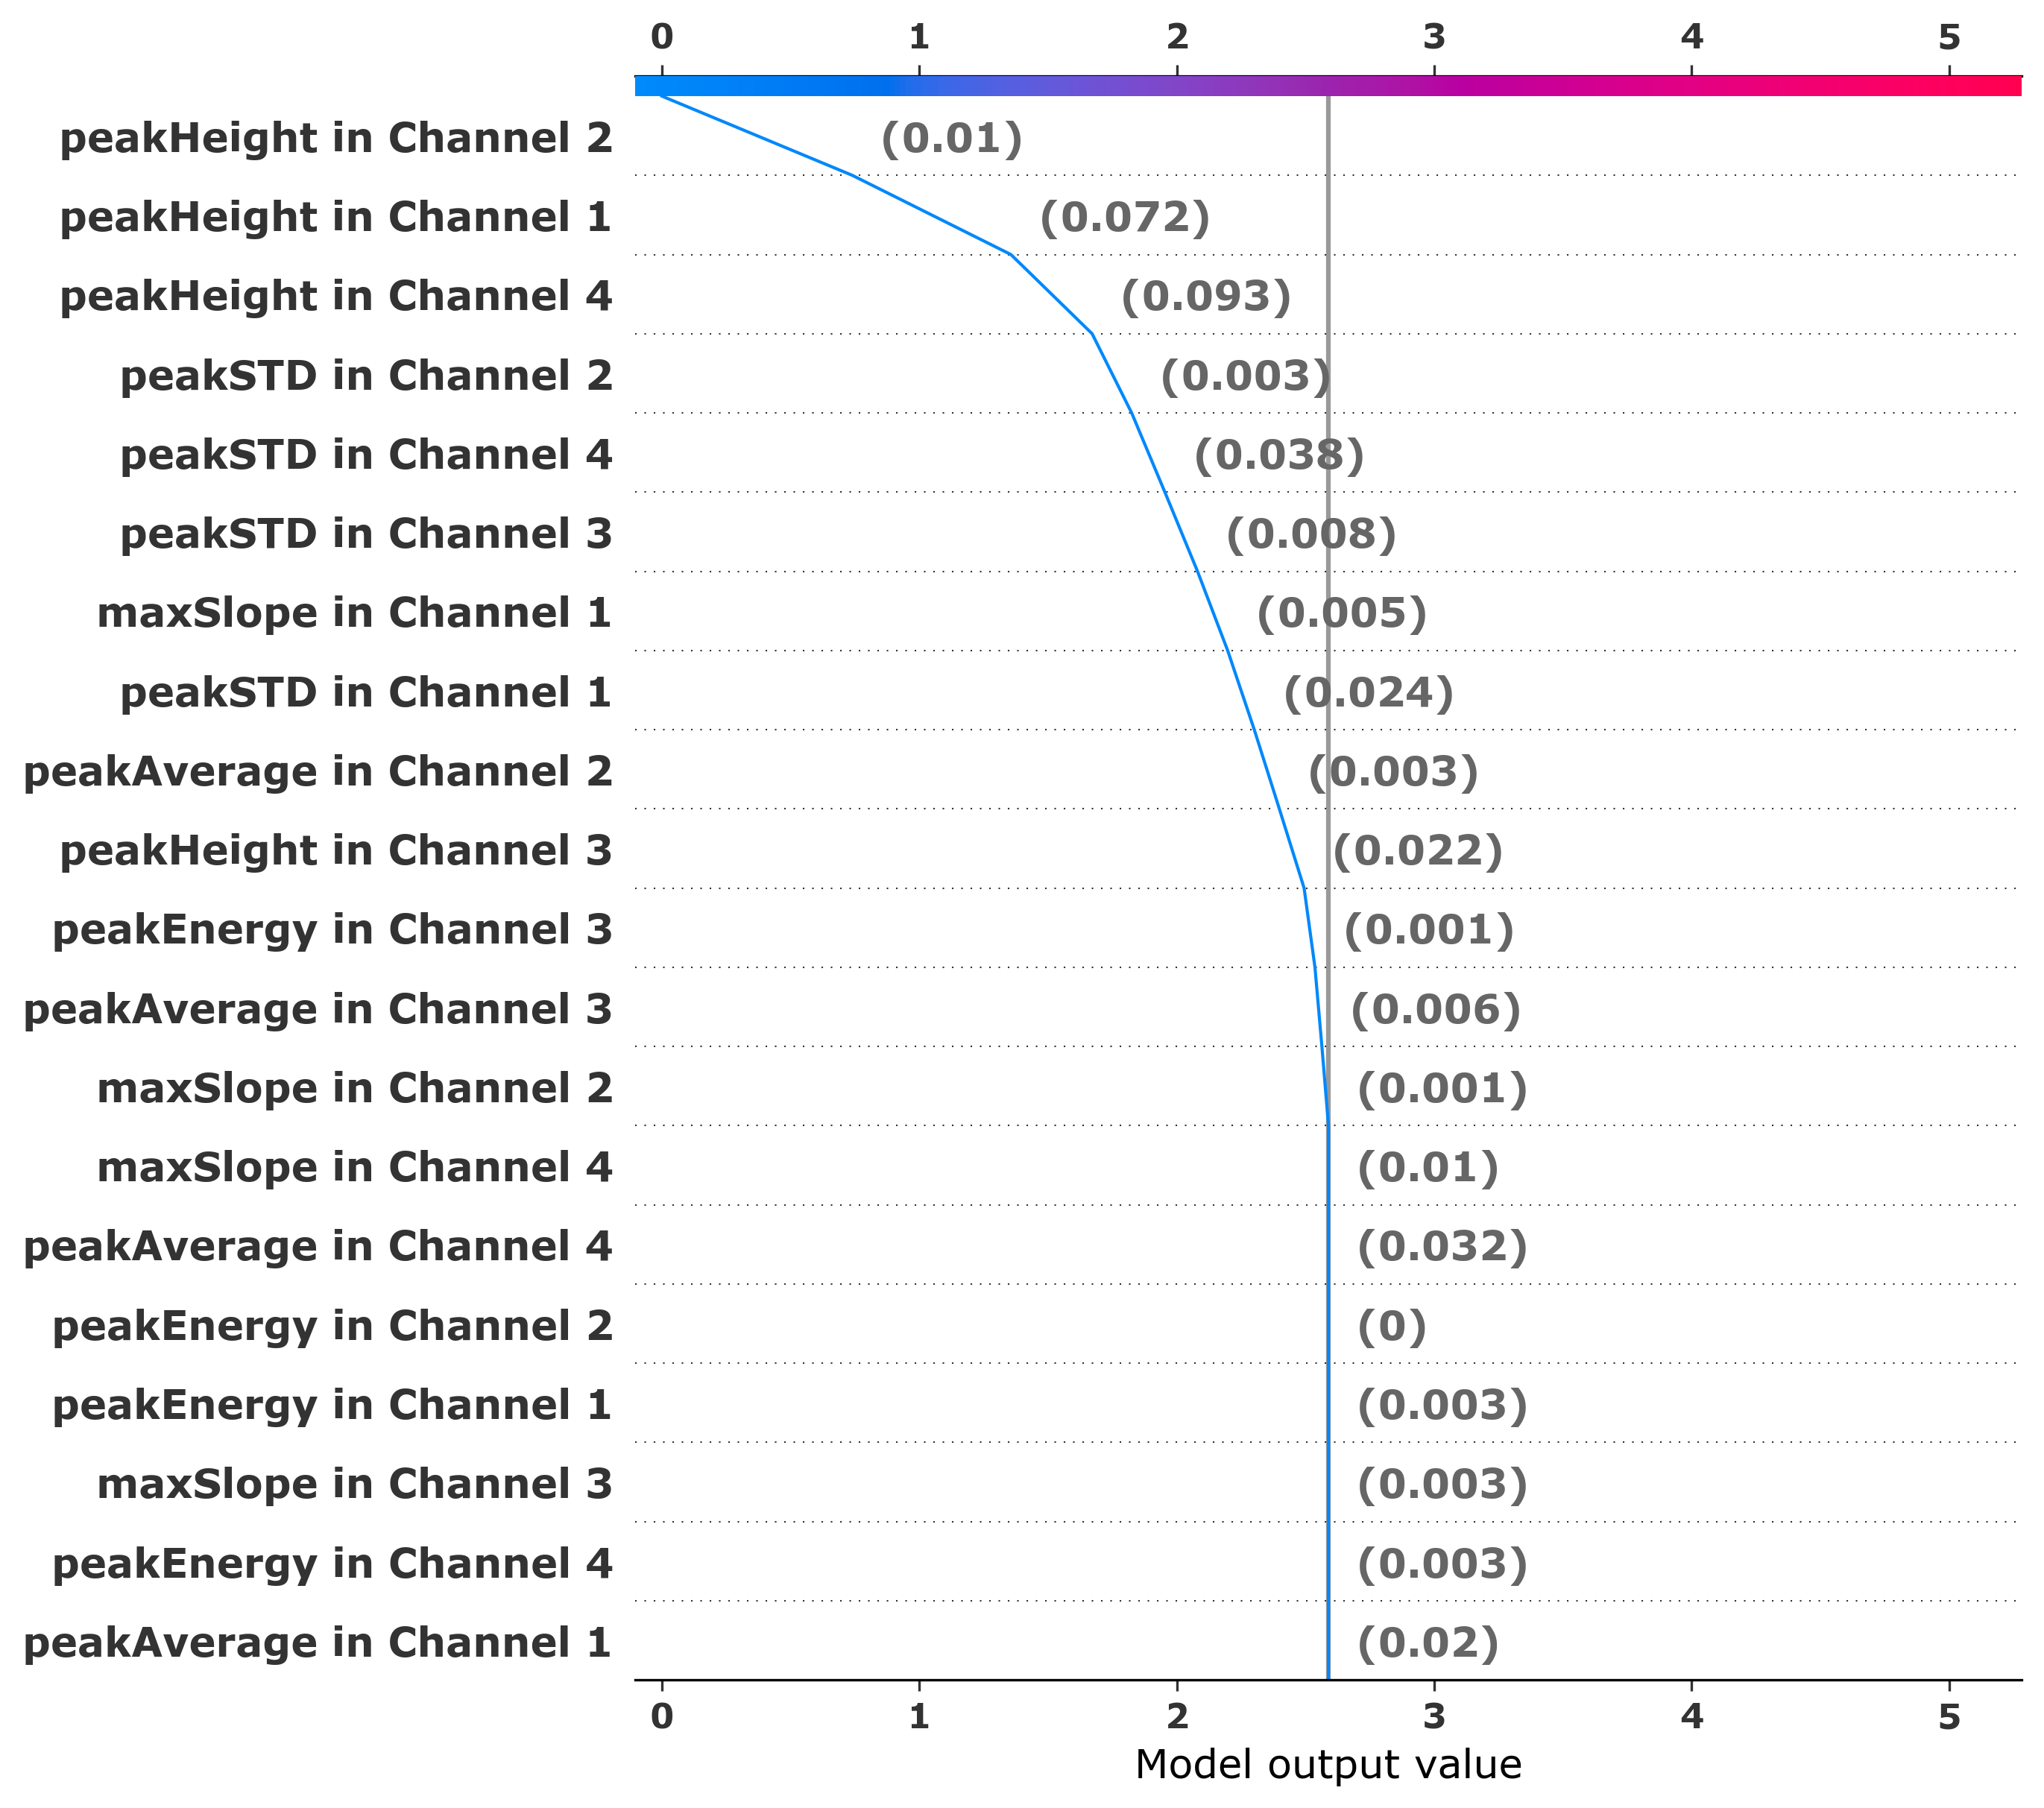 0 1 2 3 4 5
peakHeight in Channel 2 (0.01)
peakHeight in Channel 1 (0.072)
peakHeight in Channel 4 (0.093)
peakSTD in Channel 2 (0.003)
peakSTD in Channel 4 (0.038)
peakSTD in Channel 3 (0.008)
maxSlope in Channel 1 (0.005)
peakSTD in Channel 1 (0.024)
peakAverage in Channel 2 (0.003)
peakHeight in Channel 3 (0.022)
peakEnergy in Channel 3 (0.001)
peakAverage in Channel 3 (0.006)
maxSlope in Channel 2 (0.001)
maxSlope in Channel 4 (0.01)
peakAverage in Channel 4 (0.032)
peakEnergy in Channel 2 (0)
peakEnergy in Channel 1 (0.003)
maxSlope in Channel 3 (0.003)
peakEnergy in Channel 4 (0.003)
peakAverage in Channel 1 (0.02)
0 1 2 3 4 5
Model output value